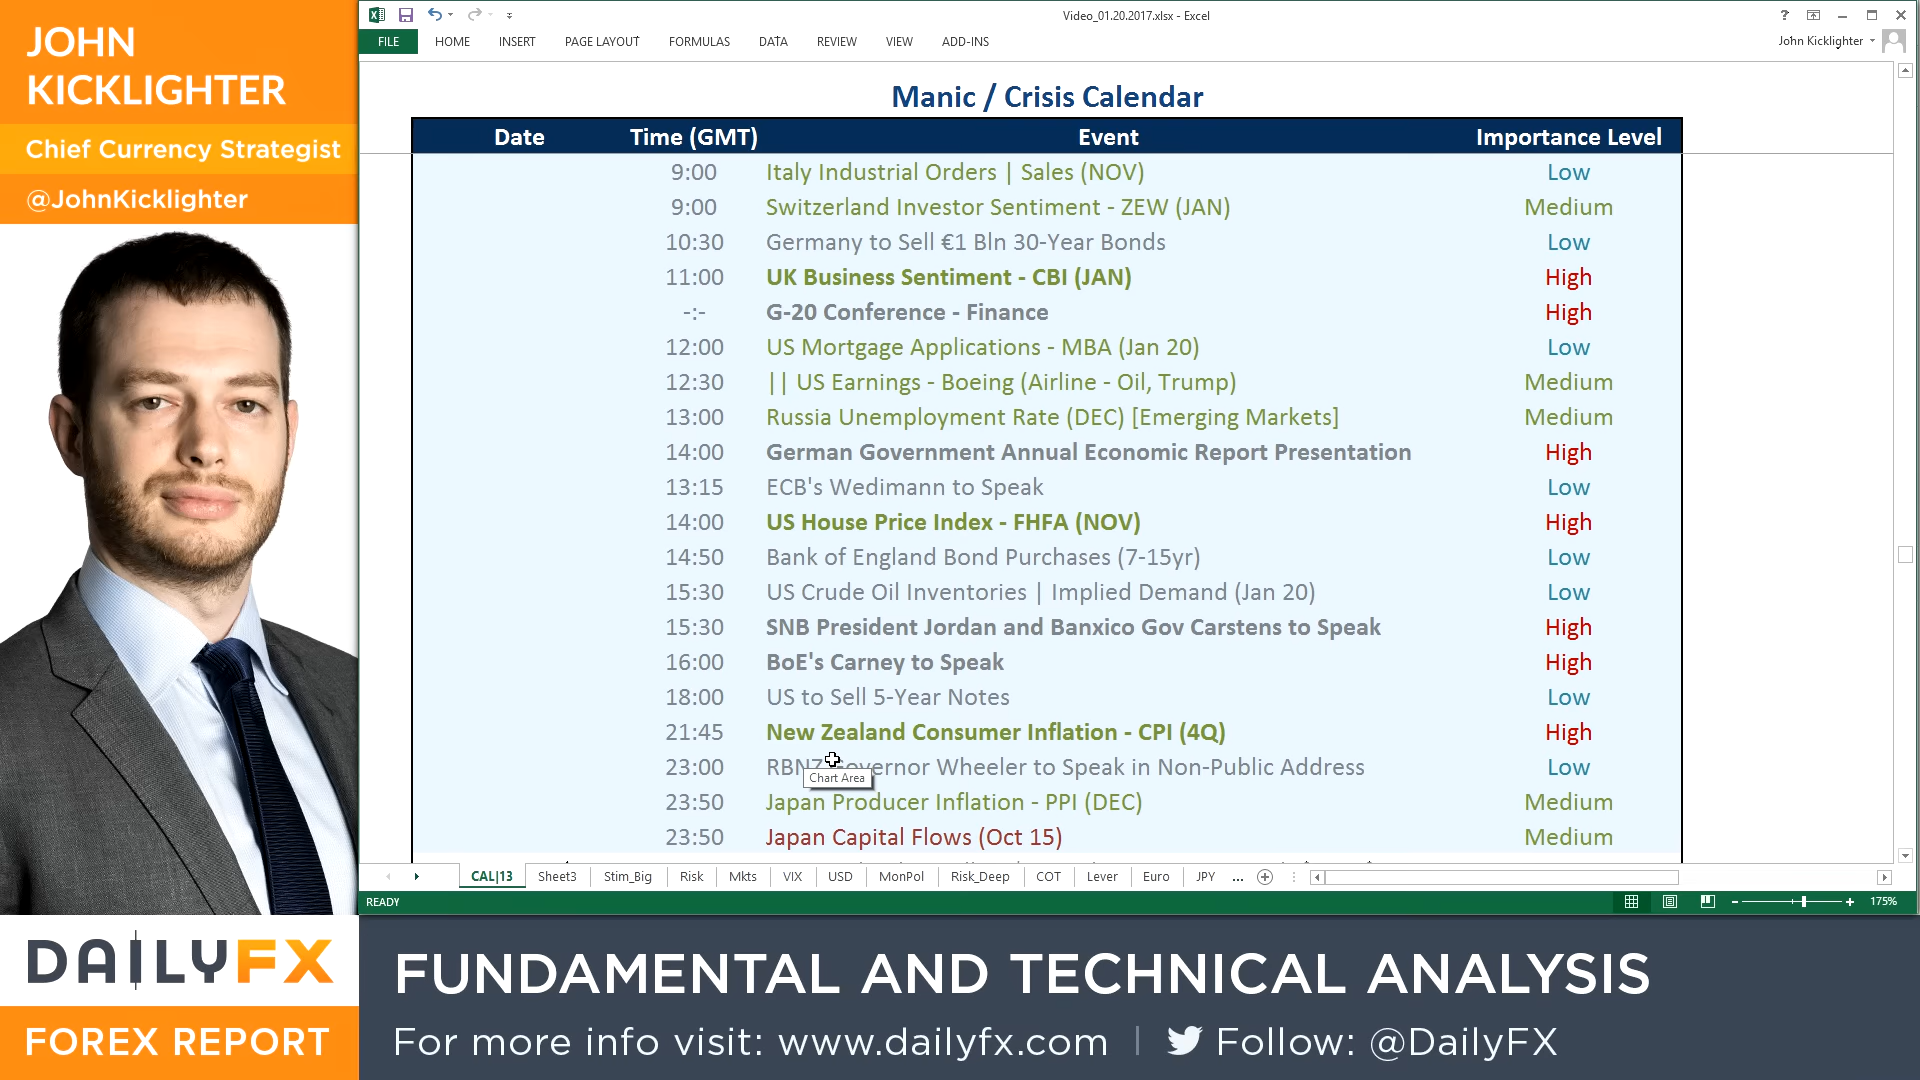 JOHN
KICKLIGHTER
Chief Currency Strategist
@JohnKicklighter
Video_01.20.2017.xlsx - Excel
FILE HOME INSERT PAGE LAYOUT FORMULAS DATA REVIEW VIEW ADD-INS
John Kicklighter
Manic / Crisis Calendar
Date Time (GMT) Event Importance Level
9:00 Italy Industrial Orders | Sales (NOV) Low
9:00 Switzerland Investor Sentiment - ZEW (JAN) Medium
10:30 Germany to Sell €1 Bln 30-Year Bonds Low
11:00 UK Business Sentiment - CBI (JAN) High
-:- G-20 Conference - Finance High
12:00 US Mortgage Applications - MBA (Jan 20) Low
12:30 || US Earnings - Boeing (Airline - Oil, Trump) Medium
13:00 Russia Unemployment Rate (DEC) [Emerging Markets] Medium
14:00 German Government Annual Economic Report Presentation High
13:15 ECB's Wedimann to Speak Low
14:00 US House Price Index - FHFA (NOV) High
14:50 Bank of England Bond Purchases (7-15yr) Low
15:30 US Crude Oil Inventories | Implied Demand (Jan 20) Low
15:30 SNB President Jordan and Banxico Gov Carstens to Speak High
16:00 BoE's Carney to Speak High
18:00 US to Sell 5-Year Notes Low
21:45 New Zealand Consumer Inflation - CPI (4Q) High
23:00 RBNZ Governor Wheeler to Speak in Non-Public Address Low
Chart Area
23:50 Japan Producer Inflation - PPI (DEC) Medium
23:50 Japan Capital Flows (Oct 15) Medium
CAL|13 Sheet3 Stim_Big Risk Mkts VIX USD MonPol Risk_Deep COT Lever Euro JPY ...
READY 175%
DAILYFX
FOREX REPORT
FUNDAMENTAL AND TECHNICAL ANALYSIS
For more info visit: www.dailyfx.com | Follow: @DailyFX